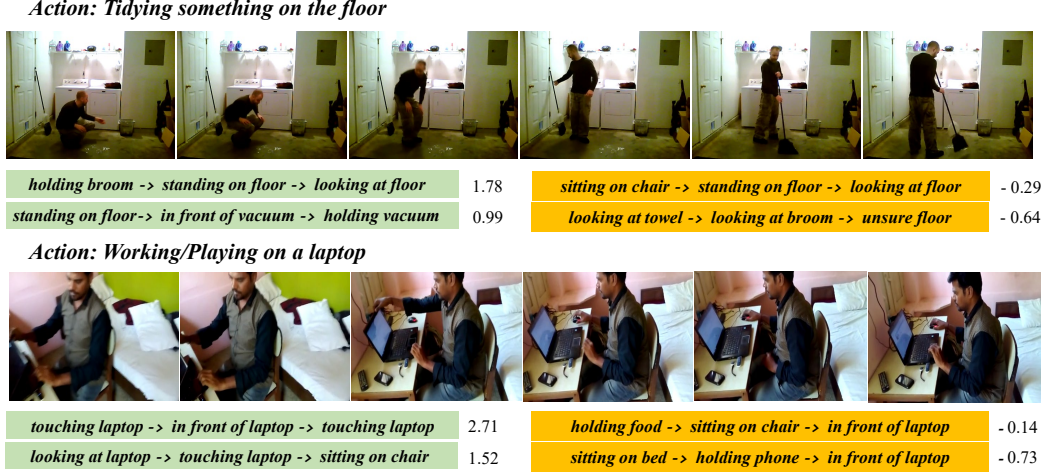 Action: Tidying something on the floor
holding broom -> standing on floor -> looking at floor 1.78
sitting on chair -> standing on floor -> looking at floor - 0.29
standing on floor-> in front of vacuum -> holding vacuum 0.99
looking at towel -> looking at broom -> unsure floor - 0.64
Action: Working/Playing on a laptop
touching laptop -> in front of laptop -> touching laptop 2.71
holding food -> sitting on chair -> in front of laptop - 0.14
looking at laptop -> touching laptop -> sitting on chair 1.52
sitting on bed -> holding phone -> in front of laptop - 0.73